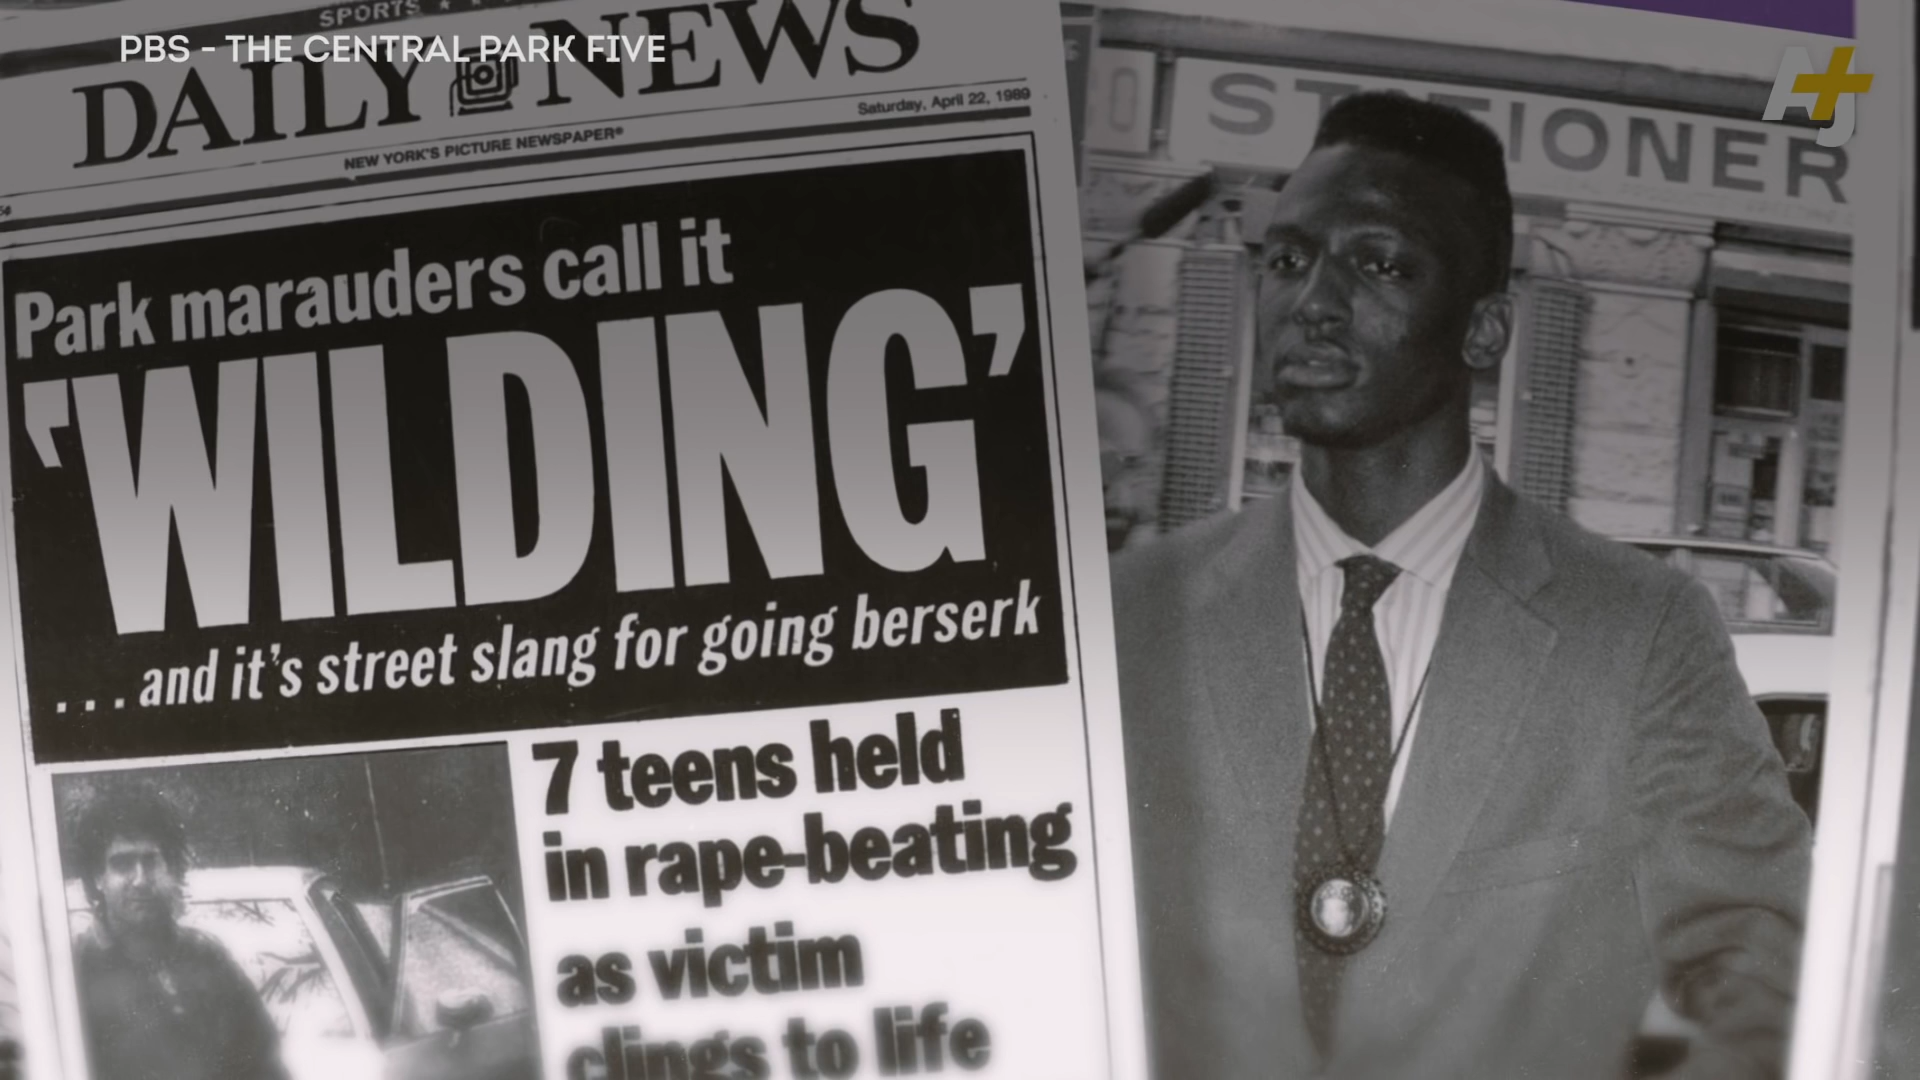 SPORTS
PBS - THE CENTRAL PARK FIVE
DAILY NEWS
Saturday, April 22, 1989
NEW YORK'S PICTURE NEWSPAPER®
Park marauders call it
'WILDING'
. . . and it's street slang for going berserk
7 teens held
in rape-beating
as victim
clings to life
AJ+